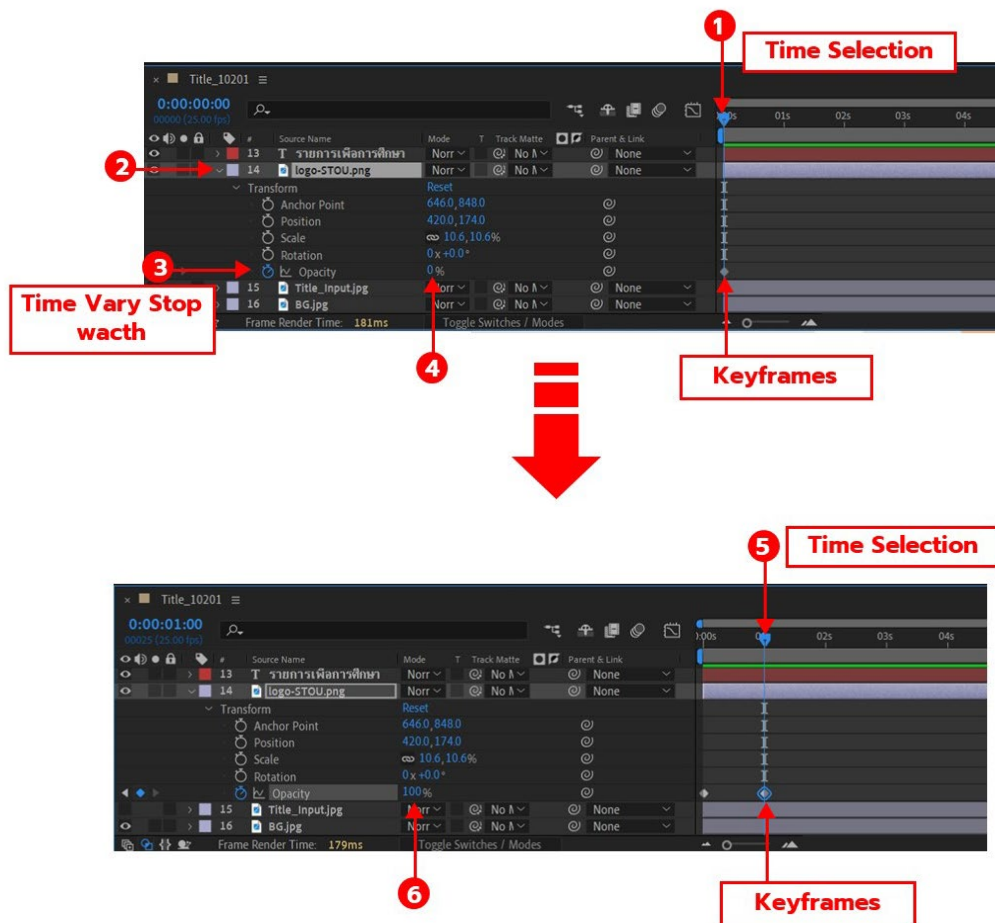 1
Time Selection
× Title_10201 ≡
0:00:00:00
00000 (25.00 fps)
01s 02s 03s 04s
# Source Name Mode T Track Matte Parent & Link
13 T รายการเพื่อการศึกษา Norr No M None
2
14 logo-STOU.png Norr No M None
Transform Reset
Anchor Point 646.0,848.0
Position 420.0,174.0
Scale 10.6,10.6%
Rotation 0x+0.0°
3
Opacity 0%
15 Title_Input.jpg Norr No M None
16 BG.jpg Norr No M None
Time Vary Stop
wacth
Frame Render Time: 181ms Toggle Switches / Modes
4
Keyframes
5
Time Selection
× Title_10201 ≡
0:00:01:00
00025 (25.00 fps)
02s 03s 04s
# Source Name Mode T Track Matte Parent & Link
13 T รายการเพื่อการศึกษา Norr No M None
14 logo-STOU.png Norr No M None
Transform Reset
Anchor Point 646.0,848.0
Position 420.0,174.0
Scale 10.6,10.6%
Rotation 0x+0.0°
Opacity 100%
15 Title_Input.jpg Norr No M None
16 BG.jpg Norr No M None
Frame Render Time: 179ms Toggle Switches / Modes
6
Keyframes